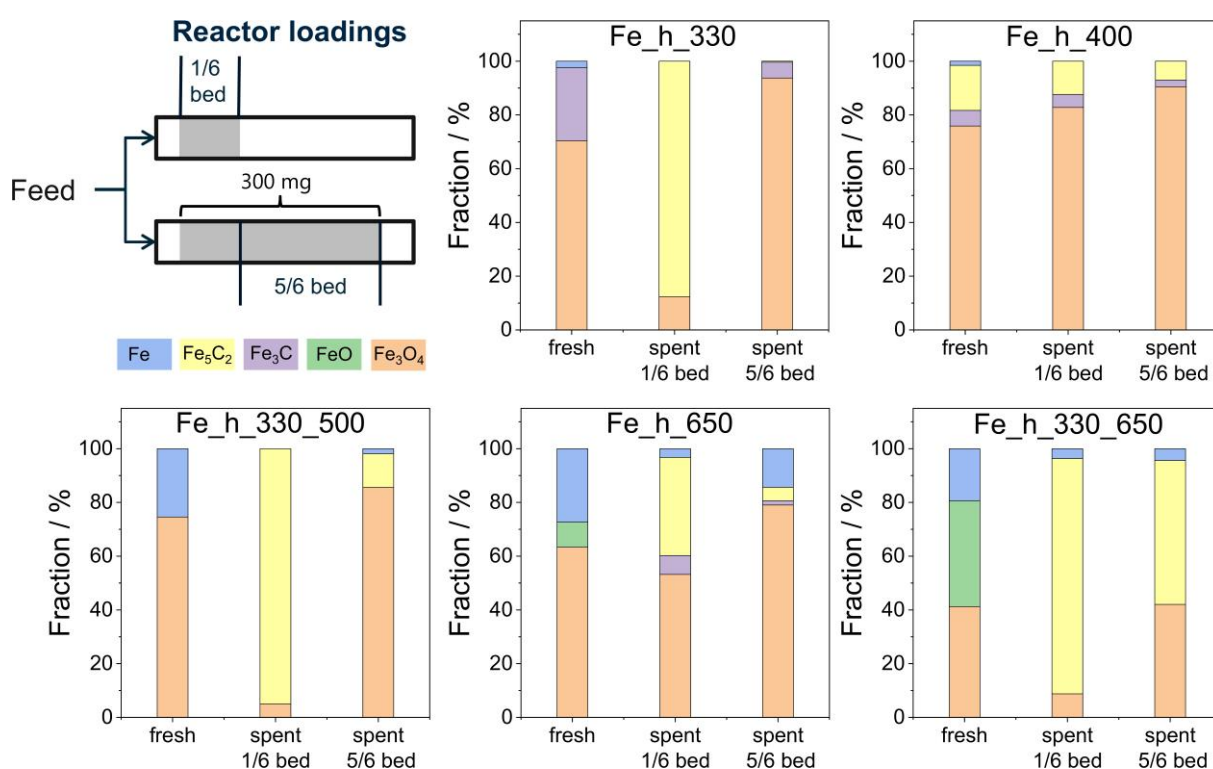 Reactor loadings
1/6
bed
Feed
300 mg
5/6 bed
Fe
Fe₅C₂
Fe₃C
FeO
Fe₃O₄
Fe_h_330
Fraction / %
100
80
60
40
20
0
fresh
spent
1/6 bed
spent
5/6 bed
Fe_h_400
Fraction / %
100
80
60
40
20
0
fresh
spent
1/6 bed
spent
5/6 bed
Fe_h_330_500
Fraction / %
100
80
60
40
20
0
fresh
spent
1/6 bed
spent
5/6 bed
Fe_h_650
Fraction / %
100
80
60
40
20
0
fresh
spent
1/6 bed
spent
5/6 bed
Fe_h_330_650
Fraction / %
100
80
60
40
20
0
fresh
spent
1/6 bed
spent
5/6 bed